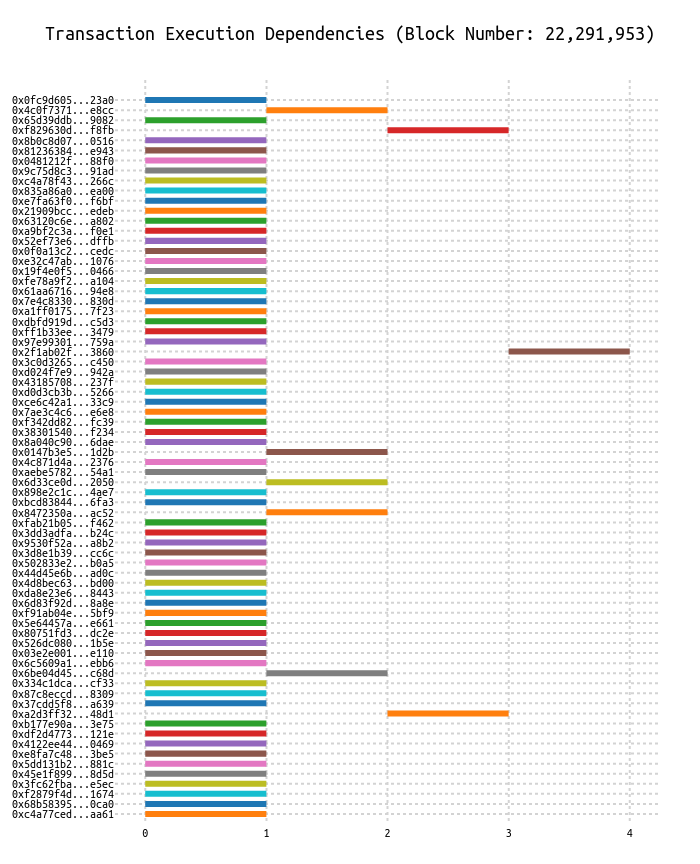 Transaction Execution Dependencies (Block Number: 22,291,953)
0x0fc9d605...23a0
0x4c0f7371...e8cc
0x65d39ddb...9082
0xf829630d...f8fb
0x8b0c8d07...0516
0x81236384...e943
0x0481212f...88f0
0x9c75d8c3...91ad
0xc4a78f43...266c
0x835a86a0...ea00
0xe7fa63f0...f6bf
0x21909bcc...edeb
0x63120c6e...a802
0xa9bf2c3a...f0e1
0x52ef73e6...dffb
0x0f0a13c2...cedc
0xe32c47ab...1076
0x19f4e0f5...0466
0xfe78a9f2...a104
0x61aa6716...94e8
0x7e4c8330...830d
0xa1ff0175...7f23
0xdbfd919d...c5d3
0xff1b33ee...3479
0x97e99301...759a
0x2f1ab02f...3860
0x3c0d3265...c450
0xd024f7e9...942a
0x43185708...237f
0xd0d3cb3b...5266
0xce6c42a1...33c9
0x7ae3c4c6...e6e8
0xf342dd82...fc39
0x38301540...f234
0x8a040c90...6dae
0x0147b3e5...1d2b
0x4c871d4a...2376
0xaebe5782...54a1
0x6d33ce0d...2050
0x898e2c1c...4ae7
0xbcd83844...6fa3
0x8472350a...ac52
0xfab21b05...f462
0x3dd3adfa...b24c
0x9530f52a...a8b2
0x3d8e1b39...cc6c
0x502833e2...b0a5
0x44d45e6b...ad0c
0x4d8bec63...bd00
0xda8e23e6...8443
0x6d83f92d...8a8e
0xf91ab04e...5bf9
0x5e64457a...e661
0x80751fd3...dc2e
0x526dc080...1b5e
0x03e2e001...e110
0x6c5609a1...ebb6
0x6be04d45...c68d
0x334c1dca...cf33
0x87c8eccd...8309
0x37cdd5f8...a639
0xa2d3ff32...48d1
0xb177e90a...3e75
0xdf2d4773...121e
0x4122ee44...0469
0xe8fa7c48...3be5
0x5dd131b2...881c
0x45e1f899...8d5d
0x3fc62fba...e5ec
0xf2879f4d...1674
0x68b58395...0ca0
0xc4a77ced...aa61
0 1 2 3 4